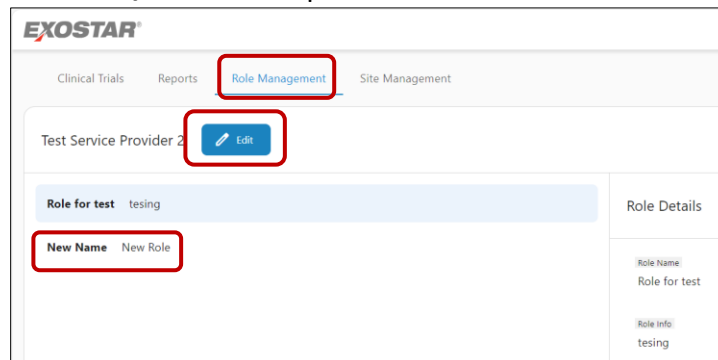 EXOSTAR®
Clinical Trials Reports Role Management Site Management
Test Service Provider 2 Edit
Role for test tesing
Role Details
New Name New Role
Role Name
Role for test
Role Info
tesing